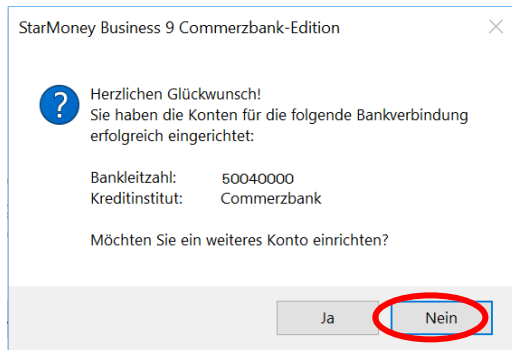 StarMoney Business 9 Commerzbank-Edition
Herzlichen Glückwunsch!
Sie haben die Konten für die folgende Bankverbindung
erfolgreich eingerichtet:
Bankleitzahl: 50040000
Kreditinstitut: Commerzbank
Möchten Sie ein weiteres Konto einrichten?
Ja Nein